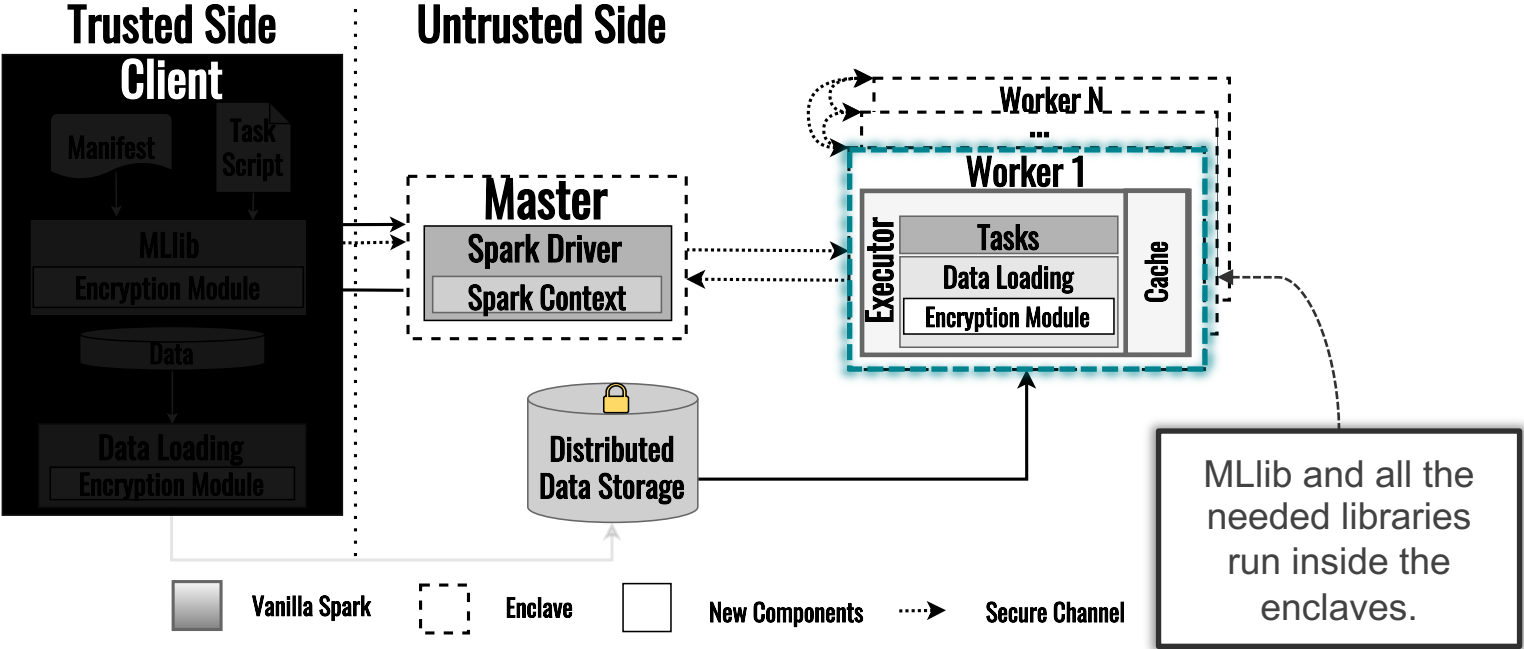 Trusted Side
Untrusted Side
Client
Manifest
Task
Script
MLlib
Encryption Module
Data
Data Loading
Encryption Module
Master
Spark Driver
Spark Context
Worker N
...
Worker 1
Executor
Tasks
Data Loading
Encryption Module
Cache
Distributed
Data Storage
MLlib and all the
needed libraries
run inside the
enclaves.
Vanilla Spark
Enclave
New Components
Secure Channel